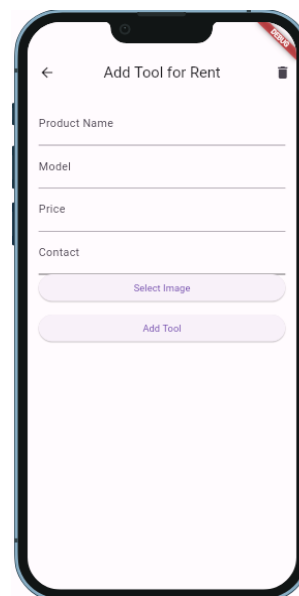 DEBUG
Add Tool for Rent
Product Name
Model
Price
Contact
Select Image
Add Tool